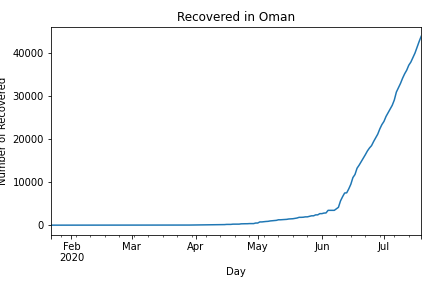 Recovered in Oman
Number of Recovered
40000
30000
20000
10000
0
Feb Mar Apr May Jun Jul
2020
Day